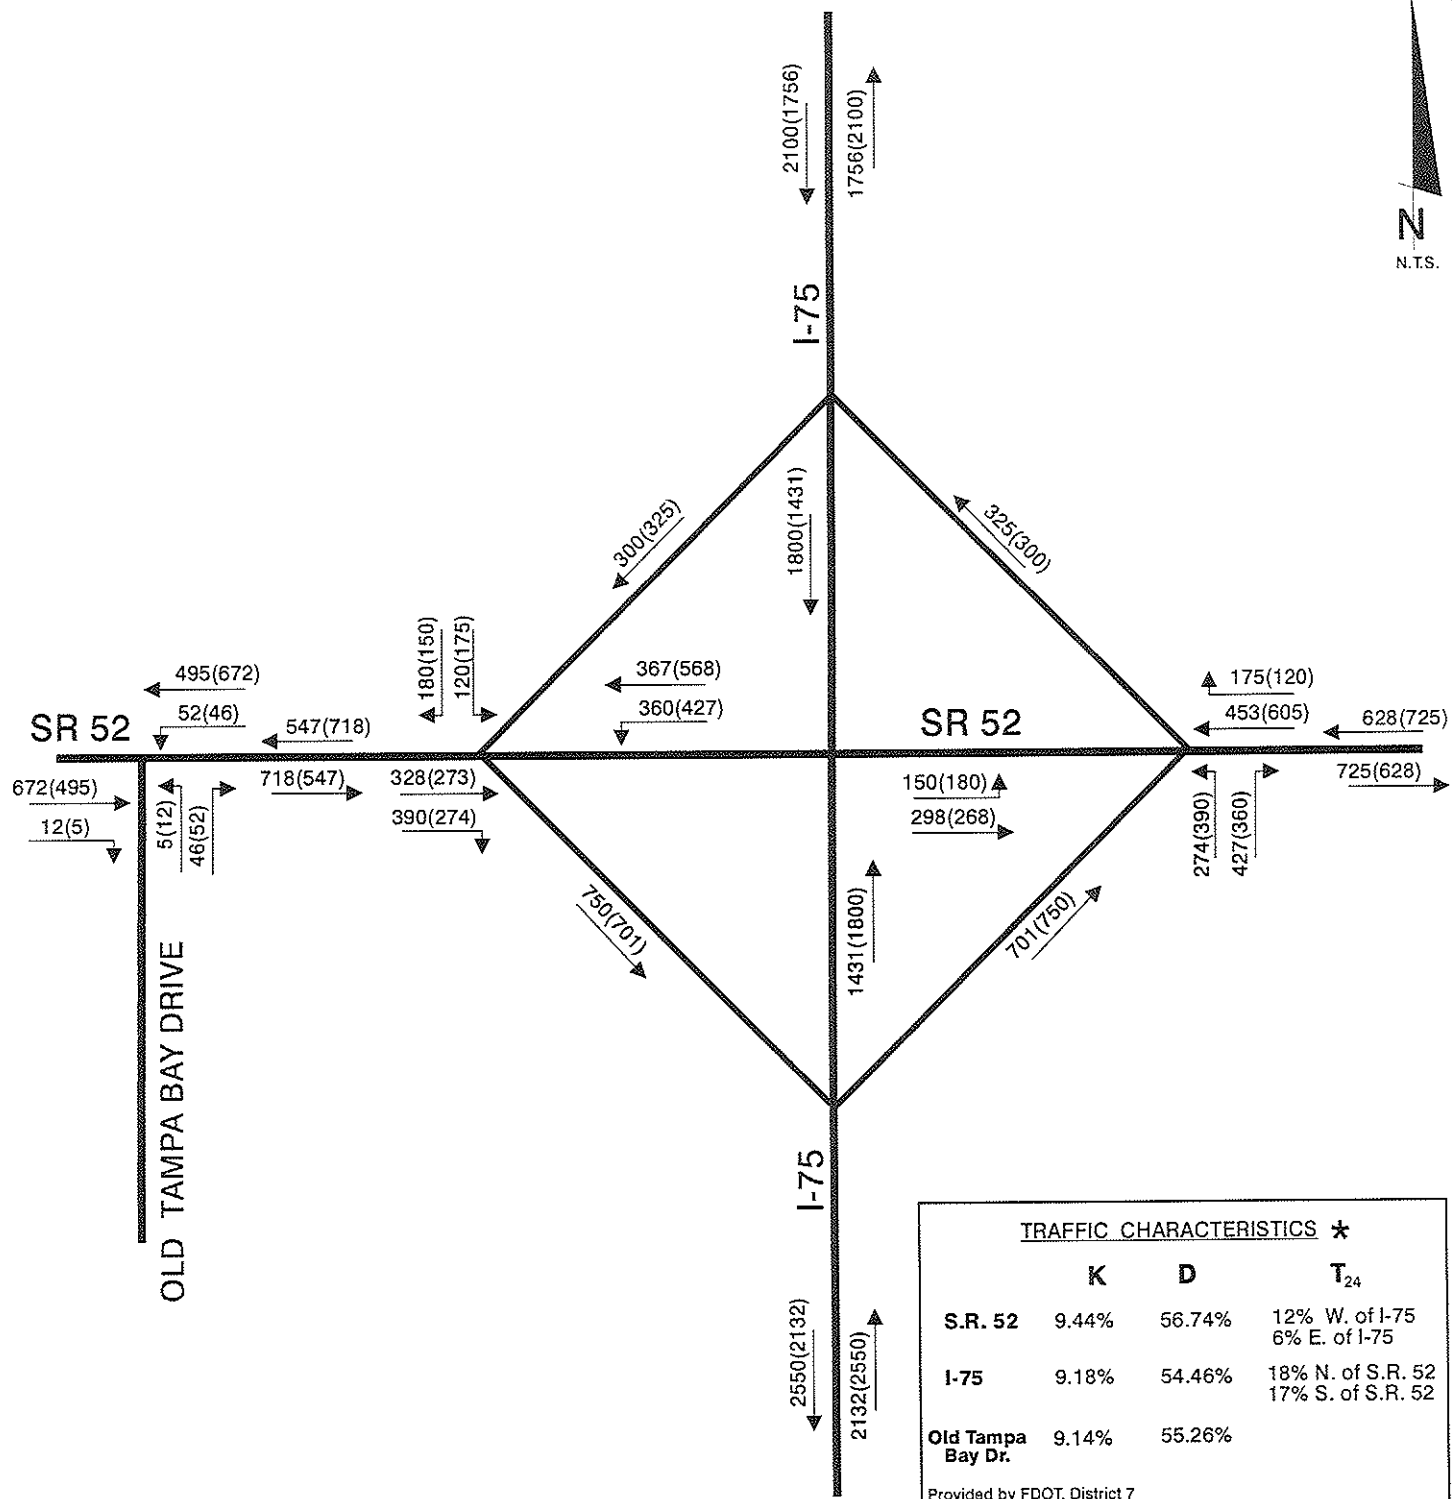 2100(1756)
1756(2100)
N
N.T.S.
I-75
300(325)
1800(1431)
325(300)
180(150)
120(175)
495(672)
52(46)
547(718)
367(568)
360(427)
175(120)
453(605)
628(725)
SR 52
SR 52
672(495)
12(5)
5(12)
46(52)
718(547)
328(273)
390(274)
150(180)
298(268)
274(390)
427(360)
725(628)
750(701)
1431(1800)
701(750)
OLD TAMPA BAY DRIVE
I-75
2550(2132)
2132(2550)
TRAFFIC CHARACTERISTICS *
K D T24
S.R. 52 9.44% 56.74% 12% W. of I-75
6% E. of I-75
I-75 9.18% 54.46% 18% N. of S.R. 52
17% S. of S.R. 52
Old Tampa Bay Dr. 9.14% 55.26%
Provided by FDOT, District 7